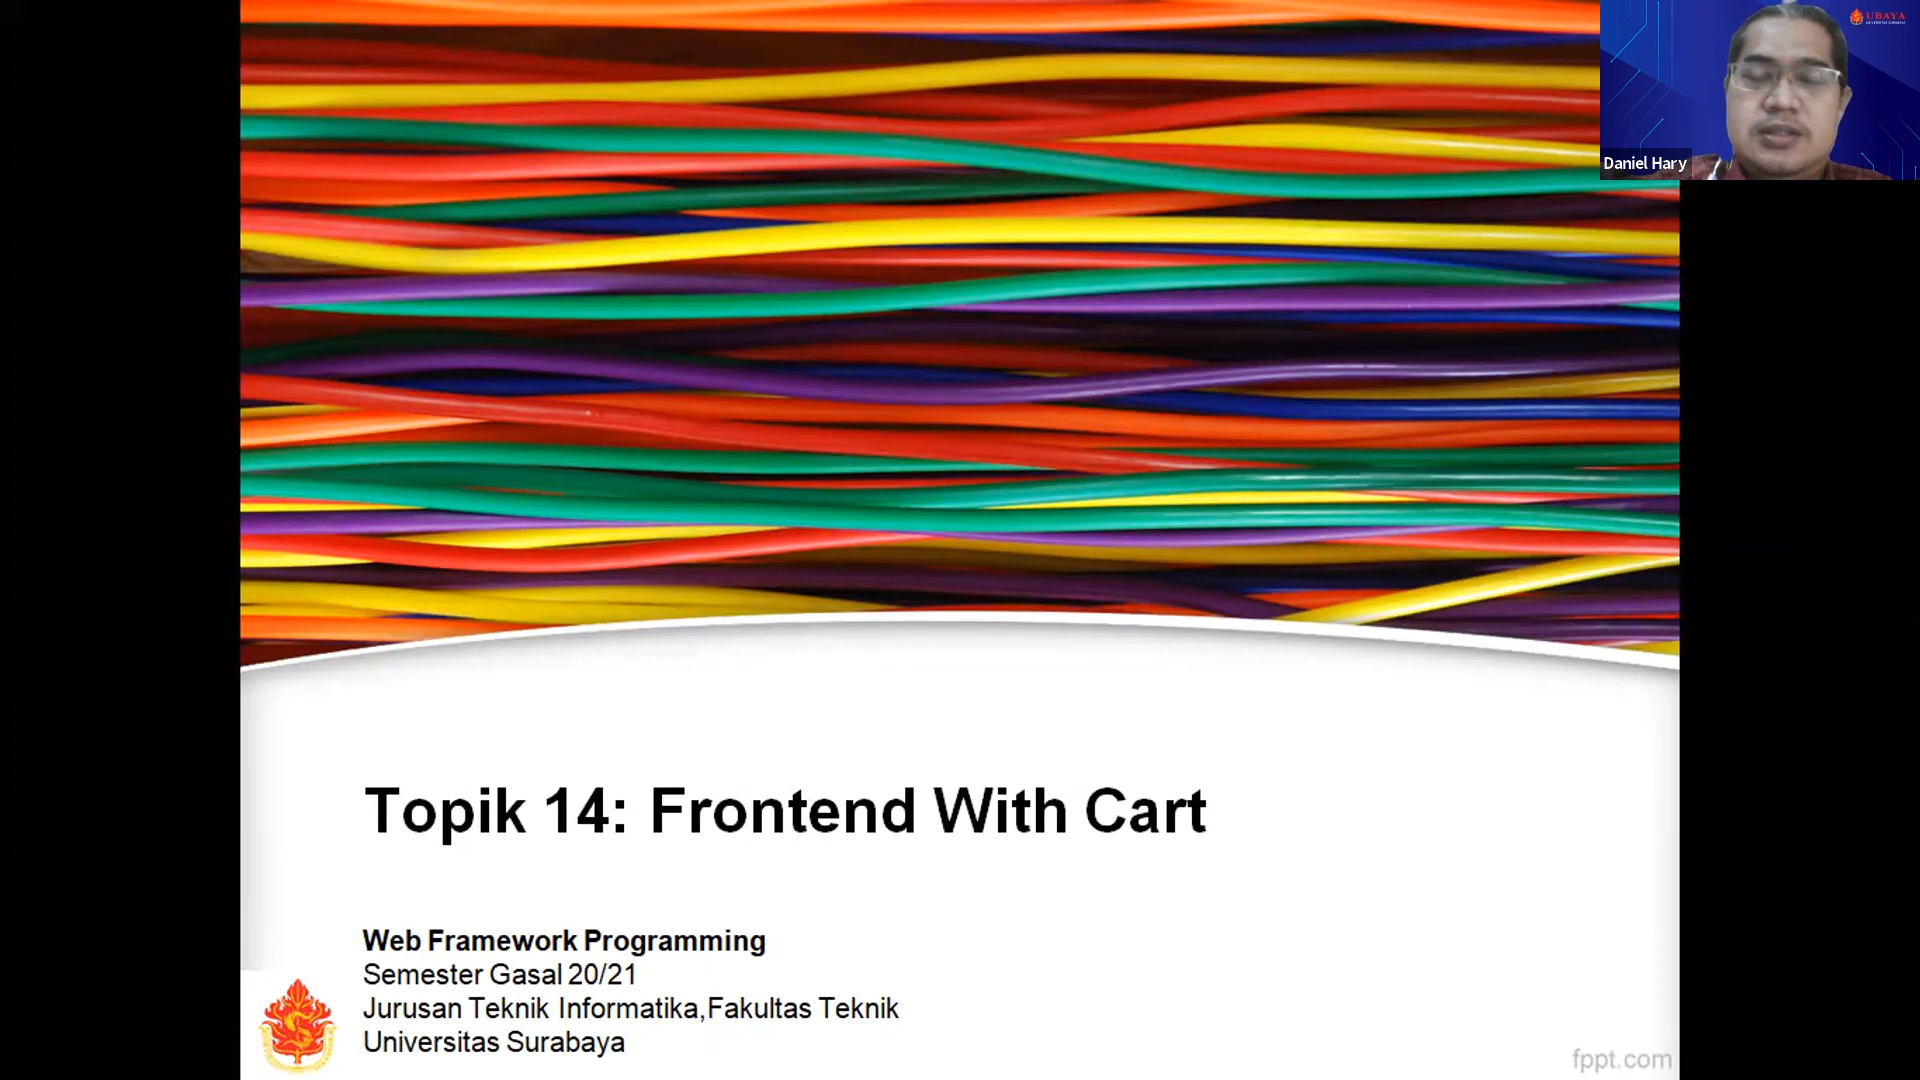 UBAYA
Daniel Hary
Topik 14: Frontend With Cart
Web Framework Programming
Semester Gasal 20/21
Jurusan Teknik Informatika,Fakultas Teknik
Universitas Surabaya
fppt.com